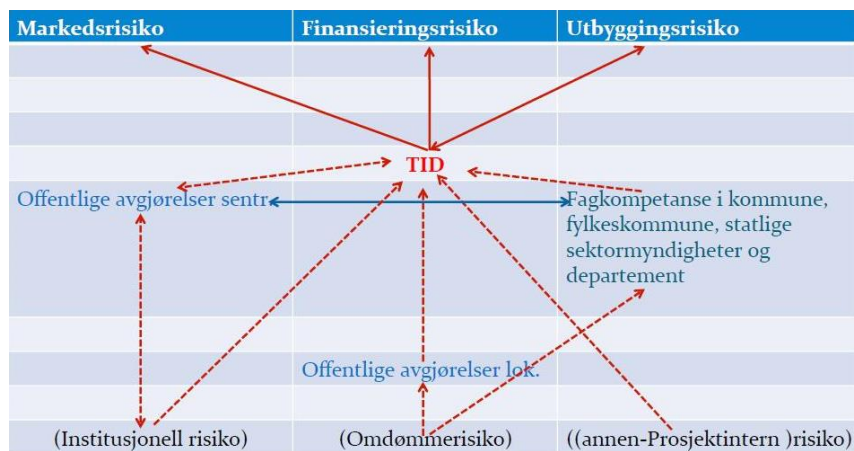 Markedsrisiko Finansieringsrisiko Utbyggingsrisiko
TID
Offentlige avgjørelser sentr.
Fagkompetanse i kommune,
fylkeskommune, statlige
sektormyndigheter og
departement
Offentlige avgjørelser lok.
(Institusjonell risiko) (Omdømmerisiko) ((annen-Prosjektintern )risiko)